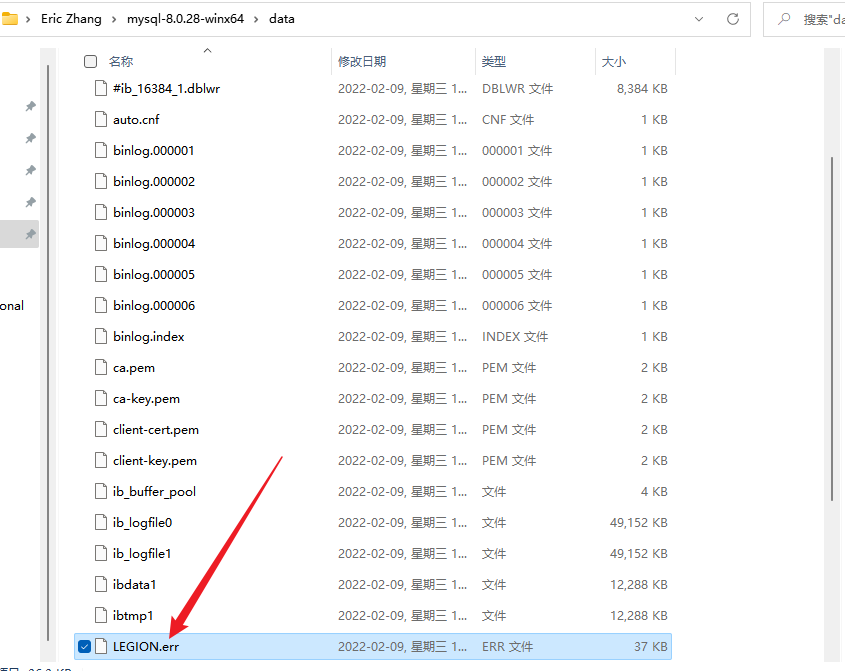 Eric Zhang > mysql-8.0.28-winx64 > data 搜索"da
名称 修改日期 类型 大小
#ib_16384_1.dblwr 2022-02-09, 星期三 1... DBLWR 文件 8,384 KB
auto.cnf 2022-02-09, 星期三 1... CNF 文件 1 KB
binlog.000001 2022-02-09, 星期三 1... 000001 文件 1 KB
binlog.000002 2022-02-09, 星期三 1... 000002 文件 1 KB
binlog.000003 2022-02-09, 星期三 1... 000003 文件 1 KB
binlog.000004 2022-02-09, 星期三 1... 000004 文件 1 KB
binlog.000005 2022-02-09, 星期三 1... 000005 文件 1 KB
binlog.000006 2022-02-09, 星期三 1... 000006 文件 1 KB
onal
binlog.index 2022-02-09, 星期三 1... INDEX 文件 1 KB
ca.pem 2022-02-09, 星期三 1... PEM 文件 2 KB
ca-key.pem 2022-02-09, 星期三 1... PEM 文件 2 KB
client-cert.pem 2022-02-09, 星期三 1... PEM 文件 2 KB
client-key.pem 2022-02-09, 星期三 1... PEM 文件 2 KB
ib_buffer_pool 2022-02-09, 星期三 1... 文件 4 KB
ib_logfile0 2022-02-09, 星期三 1... 文件 49,152 KB
ib_logfile1 2022-02-09, 星期三 1... 文件 49,152 KB
ibdata1 2022-02-09, 星期三 1... 文件 12,288 KB
ibtmp1 2022-02-09, 星期三 1... 文件 12,288 KB
LEGION.err 2022-02-09, 星期三 1... ERR 文件 37 KB